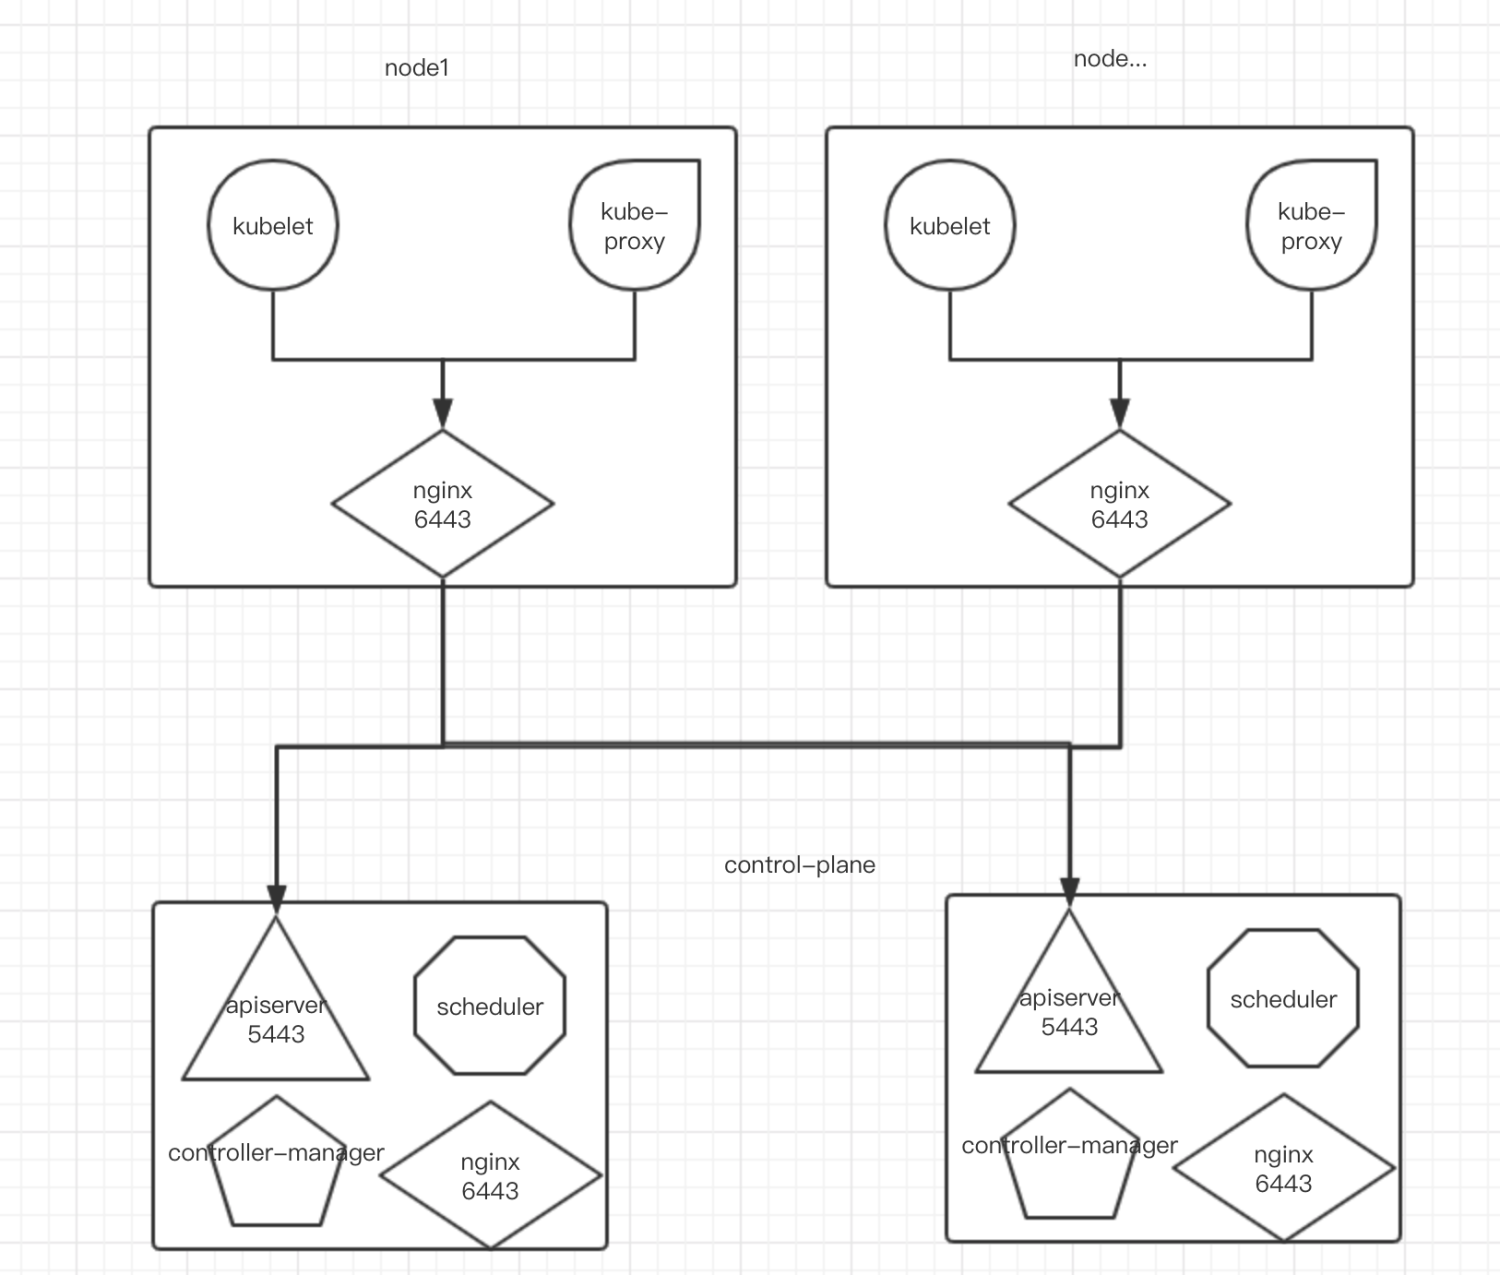 node1
node...
kubelet
kube-
proxy
kubelet
kube-
proxy
nginx
6443
nginx
6443
control-plane
apiserver
5443
scheduler
controller-manager
nginx
6443
apiserver
5443
scheduler
controller-manager
nginx
6443